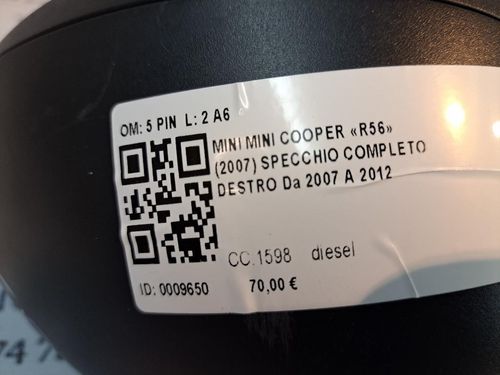 OM: 5 PIN L: 2 A6
MINI MINI COOPER «R56»
(2007) SPECCHIO COMPLETO
DESTRO Da 2007 A 2012
CC.1598 diesel
ID: 0009650 70,00 €